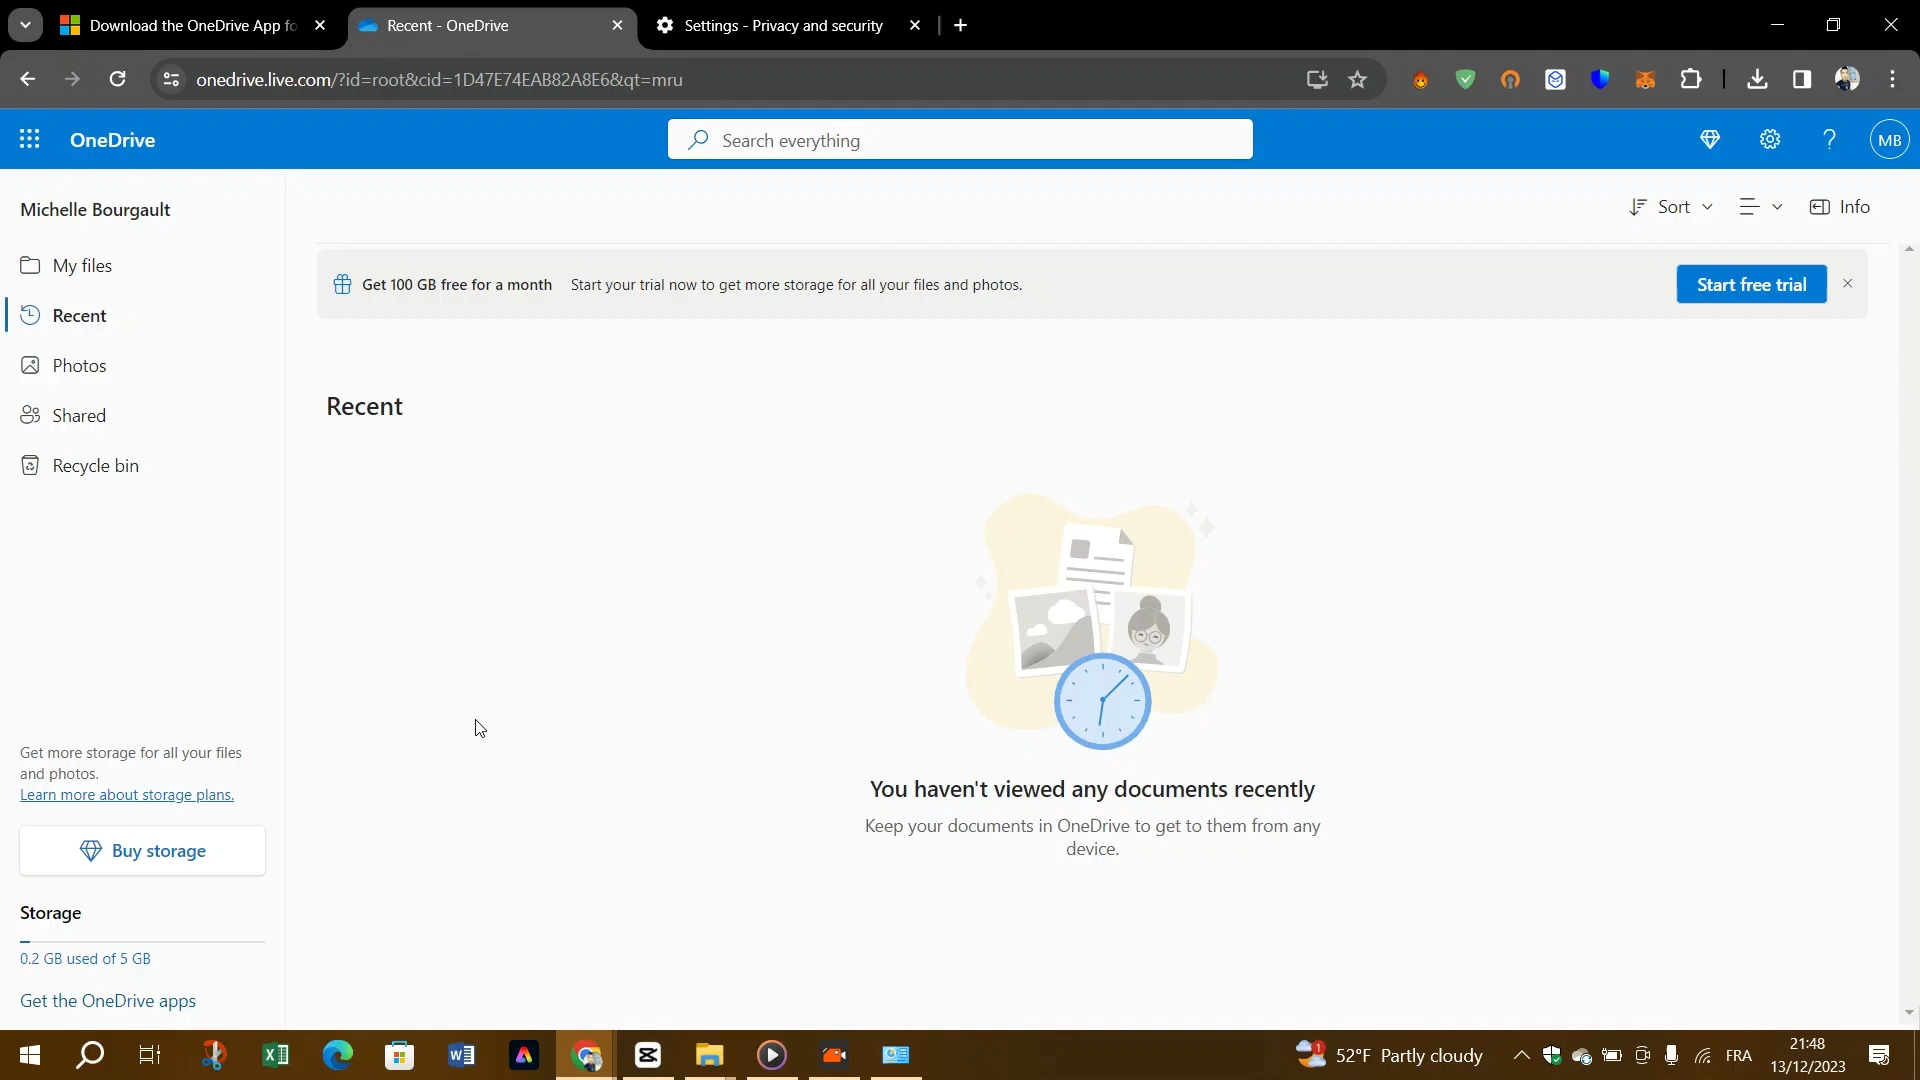 Download the OneDrive App fo
Recent - OneDrive
Settings - Privacy and security
onedrive.live.com/?id=root&cid=1D47E74EAB82A8E6&qt=mru
OneDrive
Search everything
MB
Michelle Bourgault
Sort
Info
My files
Get 100 GB free for a month Start your trial now to get more storage for all your files and photos.
Start free trial
Recent
Photos
Shared
Recycle bin
Recent
You haven't viewed any documents recently
Keep your documents in OneDrive to get to them from any
device.
Get more storage for all your files
and photos.
Learn more about storage plans.
Buy storage
Storage
0.2 GB used of 5 GB
Get the OneDrive apps
1
52°F Partly cloudy
FRA
21:48
13/12/2023